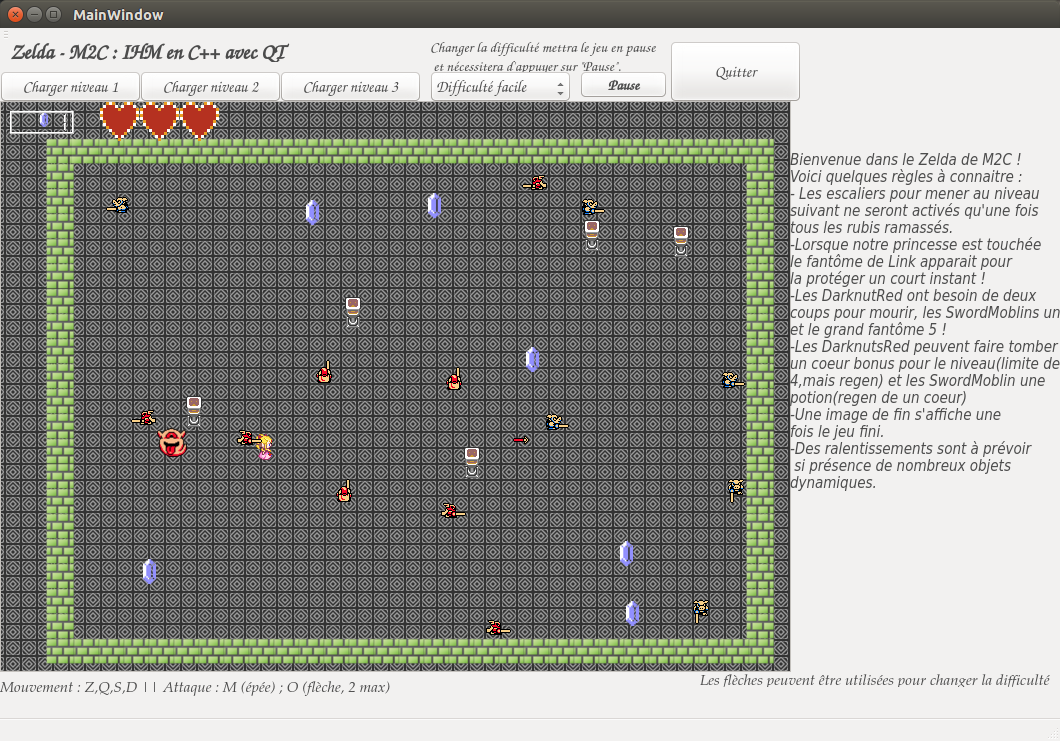 MainWindow
Zelda - M2C : IHM en C++ avec QT
Changer la difficulté mettra le jeu en pause
et nécessitera d'appuyer sur "Pause".
Charger niveau 1
Charger niveau 2
Charger niveau 3
Difficulté facile
Pause
Quitter
Bienvenue dans le Zelda de M2C !
Voici quelques règles à connaitre :
- Les escaliers pour mener au niveau
suivant ne seront activés qu'une fois
tous les rubis ramassés.
-Lorsque notre princesse est touchée
le fantôme de Link apparait pour
la protéger un court instant !
-Les DarknutRed ont besoin de deux
coups pour mourir, les SwordMoblins un
et le grand fantôme 5 !
-Les DarknutsRed peuvent faire tomber
un coeur bonus pour le niveau(limite de
4,mais regen) et les SwordMoblin une
potion(regen de un coeur)
-Une image de fin s'affiche une
fois le jeu fini.
-Des ralentissements sont à prévoir
si présence de nombreux objets
dynamiques.
Mouvement : Z,Q,S,D || Attaque : M (épée) ; O (flèche, 2 max)
Les flèches peuvent être utilisées pour changer la difficulté